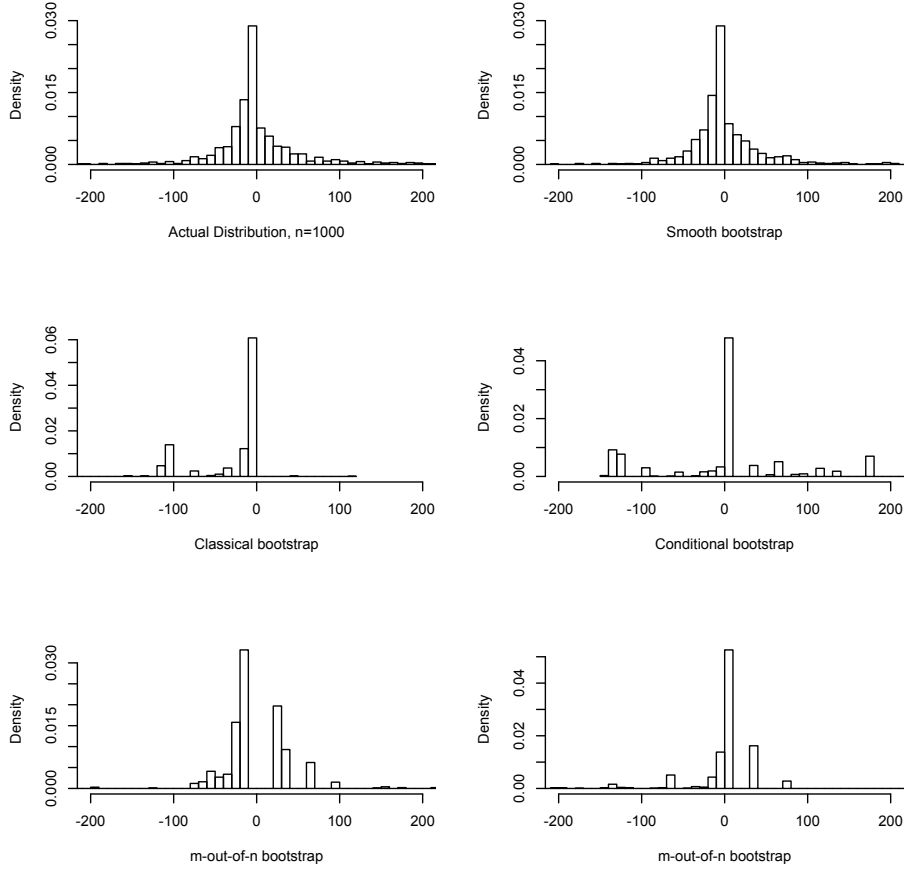 Density
0.000 0.015 0.030
-200 -100 0 100 200
Actual Distribution, n=1000
Density
0.000 0.015 0.030
-200 -100 0 100 200
Smooth bootstrap
Density
0.00 0.02 0.04 0.06
-200 -100 0 100 200
Classical bootstrap
Density
0.00 0.02 0.04
-200 -100 0 100 200
Conditional bootstrap
Density
0.000 0.015 0.030
-200 -100 0 100 200
m-out-of-n bootstrap
Density
0.00 0.02 0.04
-200 -100 0 100 200
m-out-of-n bootstrap